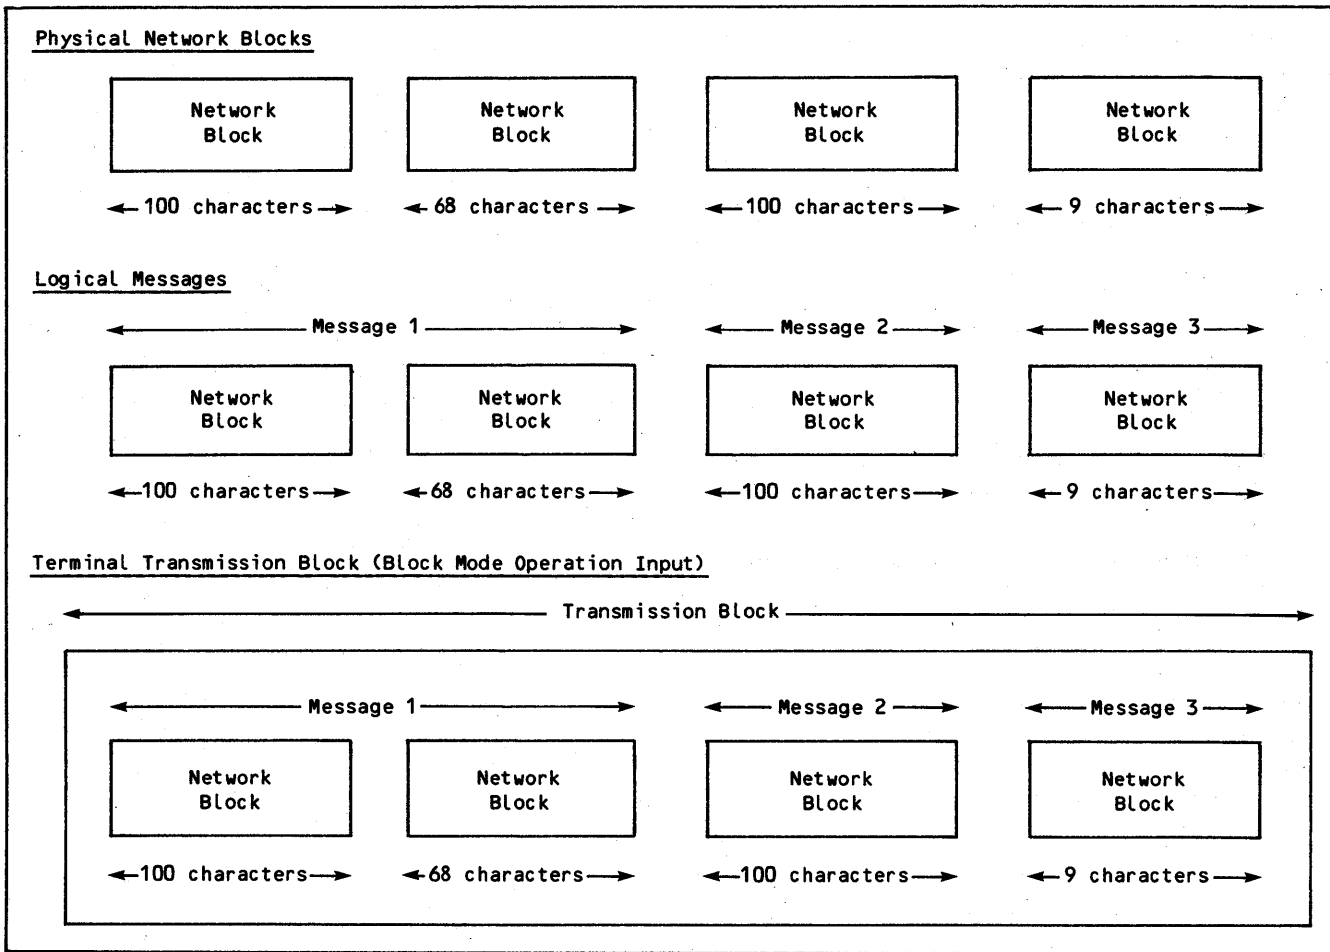 Physical Network Blocks
Network Network Network Network
Block Block Block Block
100 characters 68 characters 100 characters 9 characters
Logical Messages
Message 1 Message 2 Message 3
Network Network Network Network
Block Block Block Block
100 characters 68 characters 100 characters 9 characters
Terminal Transmission Block (Block Mode Operation Input)
Transmission Block
Message 1 Message 2 Message 3
Network Network Network Network
Block Block Block Block
100 characters 68 characters 100 characters 9 characters